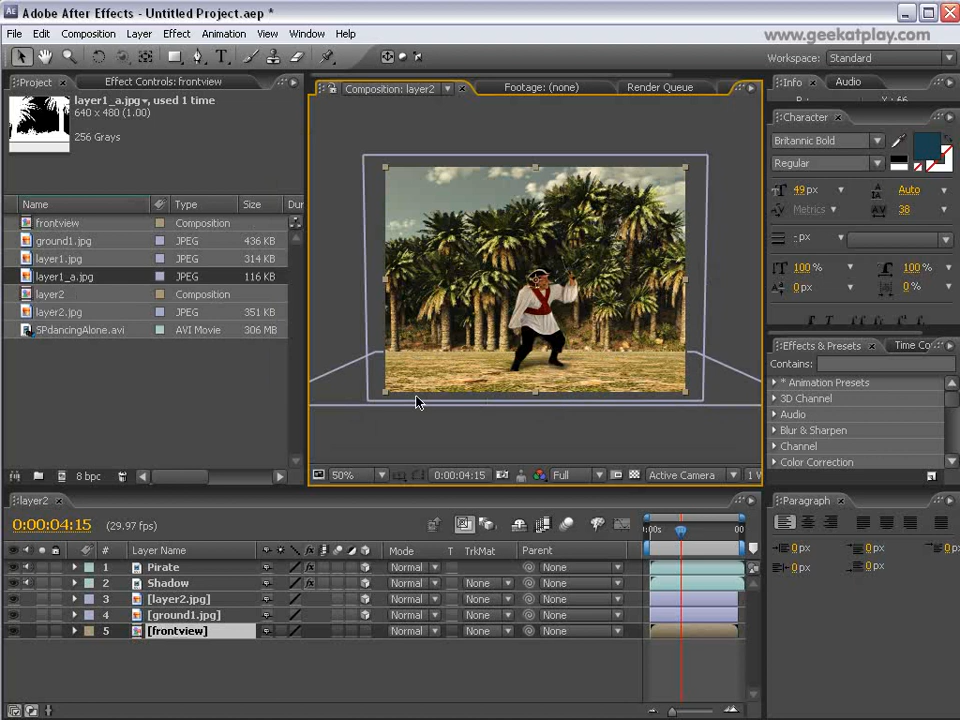 Adobe After Effects - Untitled Project.aep *
File Edit Composition Layer Effect Animation View Window Help
www.geekatplay.com
Workspace: Standard
Project Effect Controls: frontview
layer1_a.jpg, used 1 time
640 x 480 (1.00)
256 Grays
Name Type Size Dur
frontview Composition
ground1.jpg JPEG 436 KB
layer1.jpg JPEG 314 KB
layer1_a.jpg JPEG 116 KB
layer2 Composition
layer2.jpg JPEG 351 KB
SPdancingAlone.avi AVI Movie 306 MB
8 bpc
Composition: layer2 Footage: (none) Render Queue
50% 0:00:04:15 Full Active Camera 1 V
Info Audio
Character
Britannic Bold
Regular
49 px Auto
Metrics 38
- px
100 % 100 %
0 px 0 %
Effects & Presets Time Co
Contains:
* Animation Presets
3D Channel
Audio
Blur & Sharpen
Channel
Color Correction
layer2
0:00:04:15 (29.97 fps)
:00s 00
# Layer Name Mode T TrkMat Parent
1 Pirate Normal None
2 Shadow Normal None None
3 [layer2.jpg] Normal None None
4 [ground1.jpg] Normal None None
5 [frontview] Normal None None
Paragraph
0 px 0 px 0 px
0 px 0 px